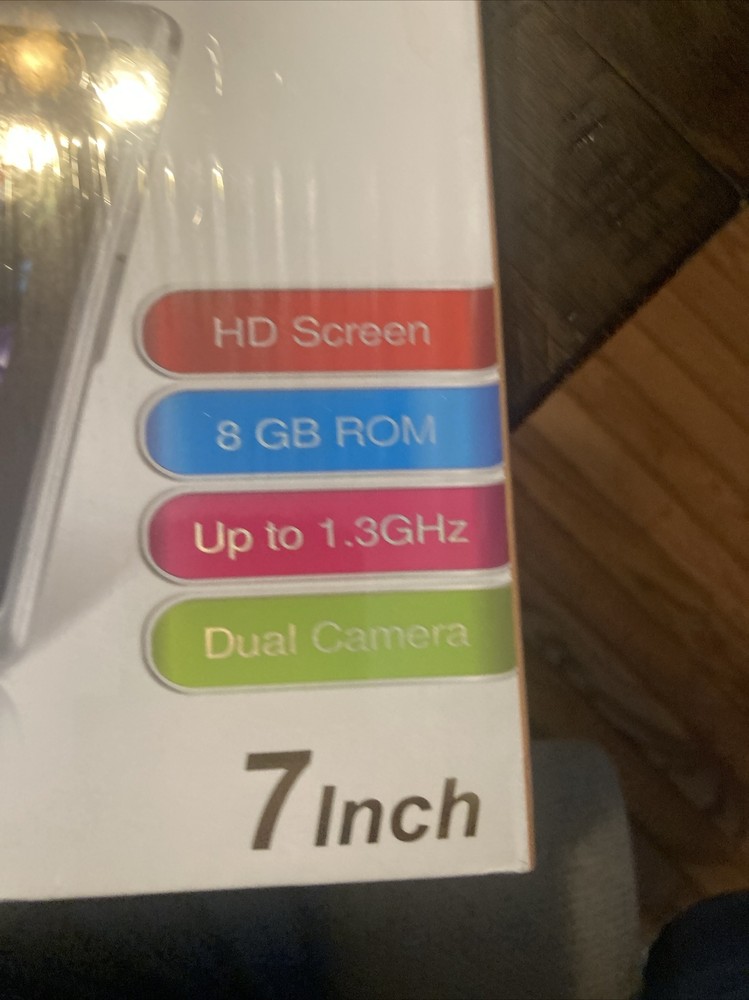 HD Screen
8 GB ROM
Up to 1.3GHz
Dual Camera
7 Inch